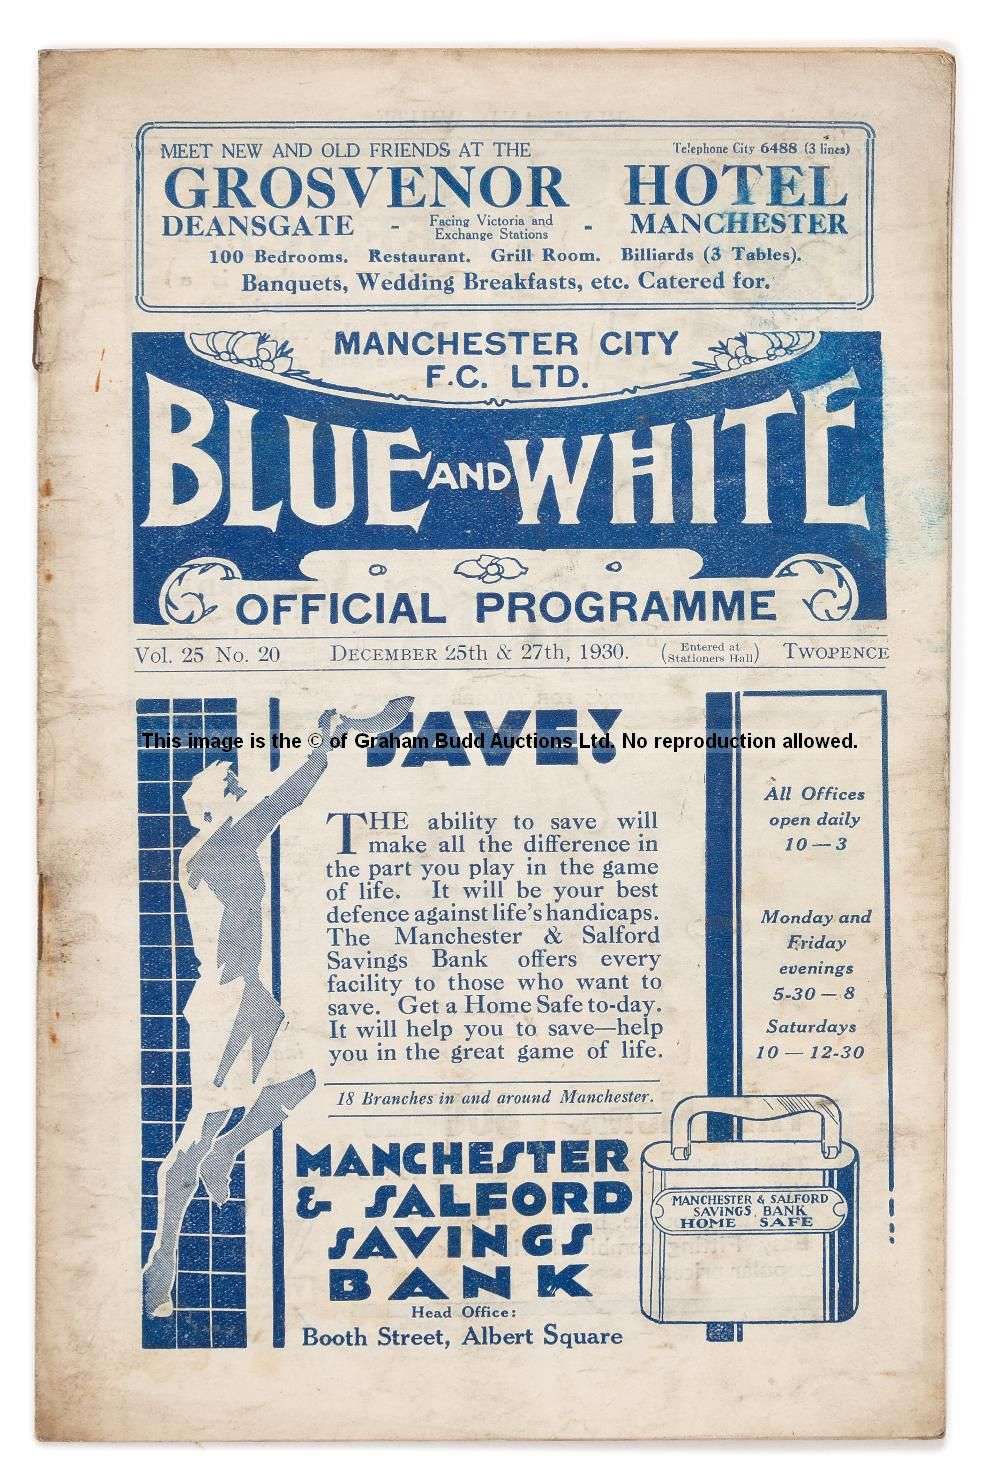 MEET NEW AND OLD FRIENDS AT THE
Telephone City 6488 (3 lines)
GROSVENOR HOTEL
DEANSGATE - Facing Victoria and Exchange Stations - MANCHESTER
100 Bedrooms. Restaurant. Grill Room. Billiards (3 Tables).
Banquets, Wedding Breakfasts, etc. Catered for.
MANCHESTER CITY
F.C. LTD.
BLUE AND WHITE
OFFICIAL PROGRAMME
Vol. 25 No. 20 DECEMBER 25th & 27th, 1930. (Entered at Stationers Hall) TWOPENCE
SAVE!
This image is the © of Graham Budd Auctions Ltd. No reproduction allowed.
THE ability to save will
make all the difference in
the part you play in the game
of life. It will be your best
defence against life's handicaps.
The Manchester & Salford
Savings Bank offers every
facility to those who want to
save. Get a Home Safe to-day.
It will help you to save—help
you in the great game of life.
18 Branches in and around Manchester.
MANCHESTER
& SALFORD
SAVINGS
BANK
Head Office:
Booth Street, Albert Square
All Offices
open daily
10 — 3
Monday and
Friday
evenings
5-30 — 8
Saturdays
10 — 12-30
MANCHESTER & SALFORD
SAVINGS BANK
HOME SAFE